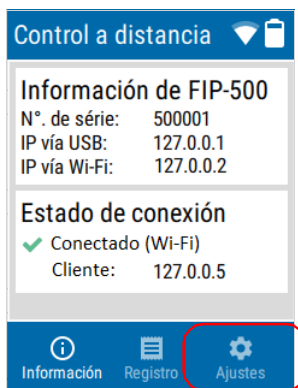 Control a distancia
Información de FIP-500
N°. de série: 500001
IP vía USB: 127.0.0.1
IP vía Wi-Fi: 127.0.0.2
Estado de conexión
Conectado (Wi-Fi)
Cliente: 127.0.0.5
Información Registro Ajustes